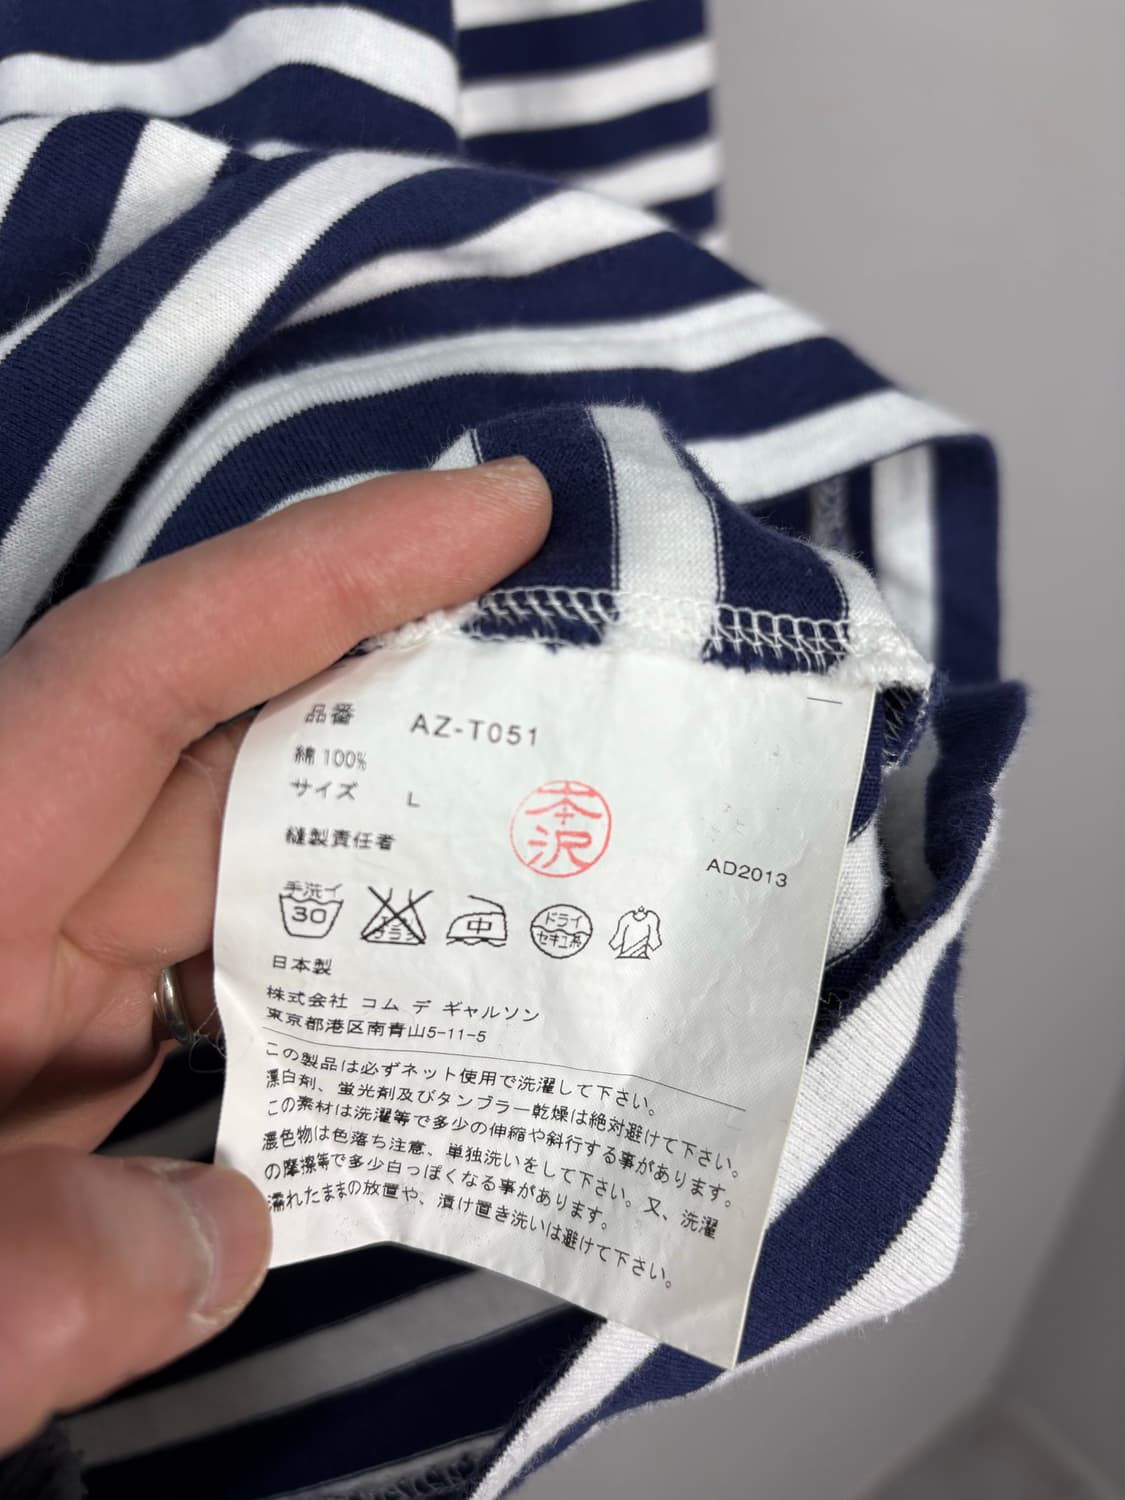 品番 AZ-T051
綿 100%
サイズ L
本沢
縫製責任者
AD2013
手洗イ
30
中
ドライ
セキユ系
日本製
株式会社 コム デ ギャルソン
東京都港区南青山5-11-5
この製品は必ずネット使用で洗濯して下さい。
漂白剤、蛍光剤及びタンブラー乾燥は絶対避けて下さい。
この素材は洗濯等で多少の伸縮や斜行する事があります。
濃色物は色落ち注意、単独洗いをして下さい。又、洗濯
の摩擦等で多少白っぽくなる事があります。
濡れたままの放置や、漬け置き洗いは避けて下さい。